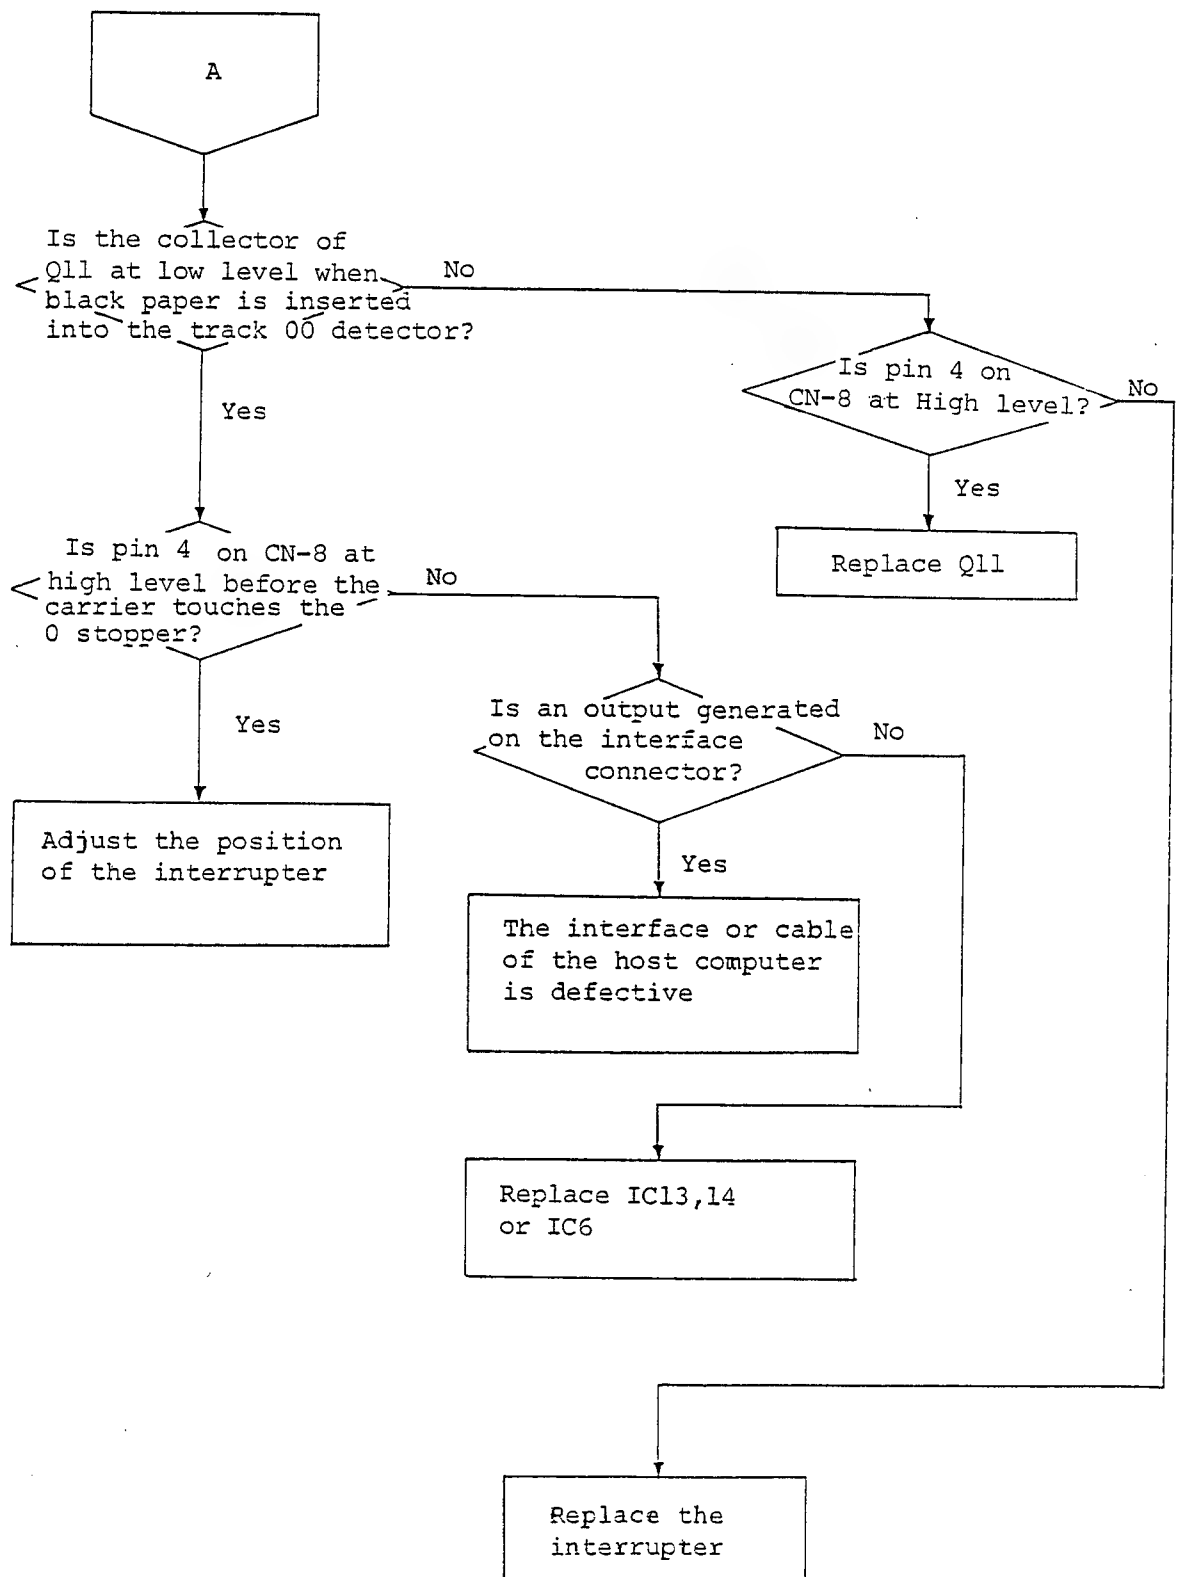 A
Is the collector of
Q11 at low level when
black paper is inserted
into the track 00 detector?
No
Yes
Is pin 4 on
CN-8 at High level?
No
Yes
Replace Q11
Is pin 4 on CN-8 at
high level before the
carrier touches the
0 stopper?
No
Yes
Adjust the position
of the interrupter
Is an output generated
on the interface
connector?
No
Yes
The interface or cable
of the host computer
is defective
Replace IC13,14
or IC6
Replace the
interrupter